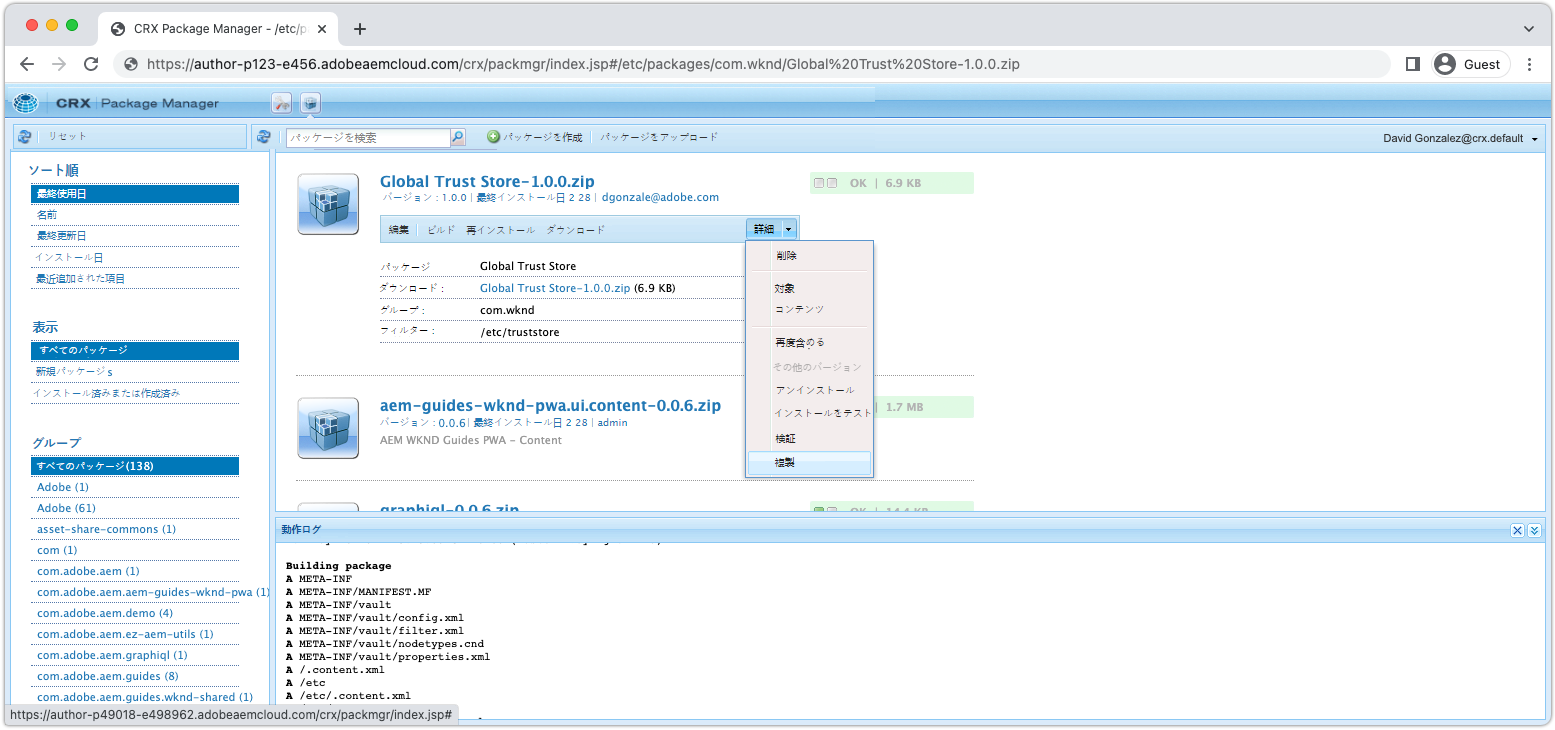 CRX Package Manager - /etc/p
https://author-p123-e456.adobeaemcloud.com/crx/packmgr/index.jsp#/etc/packages/com.wknd/Global%20Trust%20Store-1.0.0.zip
Guest
CRX Package Manager
リセット
パッケージを検索
パッケージを作成
パッケージをアップロード
David Gonzalez@crx.default
ソート順
最終使用日
名前
最終更新日
インストール日
最近追加された項目
表示
すべてのパッケージ
新規パッケージ s
インストール済みまたは作成済み
グループ
すべてのパッケージ(138)
Adobe (1)
Adobe (61)
asset-share-commons (1)
com (1)
com.adobe.aem (1)
com.adobe.aem.aem-guides-wknd-pwa (1)
com.adobe.aem.demo (4)
com.adobe.aem.ez-aem-utils (1)
com.adobe.aem.graphiql (1)
com.adobe.aem.guides (8)
com.adobe.aem.guides.wknd-shared (1)
Global Trust Store-1.0.0.zip
バージョン : 1.0.0 | 最終インストール日 2 28 | dgonzale@adobe.com
OK | 6.9 KB
編集 ビルド 再インストール ダウンロード 詳細
パッケージ Global Trust Store
ダウンロード : Global Trust Store-1.0.0.zip (6.9 KB)
グループ : com.wknd
フィルター : /etc/truststore
削除
対象
コンテンツ
再度含める
その他のバージョン
アンインストール
インストールをテスト
検証
複製
aem-guides-wknd-pwa.ui.content-0.0.6.zip
バージョン : 0.0.6 | 最終インストール日 2 28 | admin
AEM WKND Guides PWA - Content
| 1.7 MB
graphiql-0.0.6.zip
OK | 14.4 KB
動作ログ
Building package
A META-INF
A META-INF/MANIFEST.MF
A META-INF/vault
A META-INF/vault/config.xml
A META-INF/vault/filter.xml
A META-INF/vault/nodetypes.cnd
A META-INF/vault/properties.xml
A /.content.xml
A /etc
A /etc/.content.xml
https://author-p49018-e498962.adobeaemcloud.com/crx/packmgr/index.jsp#